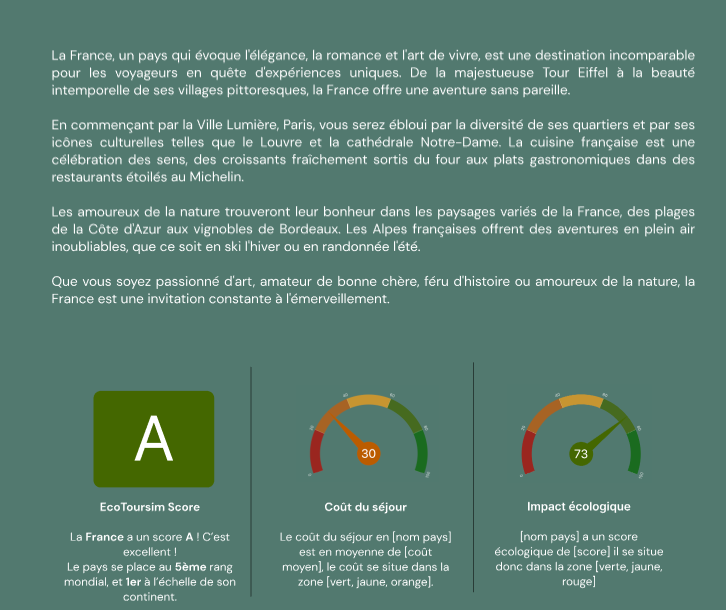 La France, un pays qui évoque l'élégance, la romance et l'art de vivre, est une destination incomparable
pour les voyageurs en quête d'expériences uniques. De la majestueuse Tour Eiffel à la beauté
intemporelle de ses villages pittoresques, la France offre une aventure sans pareille.
En commençant par la Ville Lumière, Paris, vous serez ébloui par la diversité de ses quartiers et par ses
icônes culturelles telles que le Louvre et la cathédrale Notre-Dame. La cuisine française est une
célébration des sens, des croissants fraîchement sortis du four aux plats gastronomiques dans des
restaurants étoilés au Michelin.
Les amoureux de la nature trouveront leur bonheur dans les paysages variés de la France, des plages
de la Côte d'Azur aux vignobles de Bordeaux. Les Alpes françaises offrent des aventures en plein air
inoubliables, que ce soit en ski l'hiver ou en randonnée l'été.
Que vous soyez passionné d'art, amateur de bonne chère, féru d'histoire ou amoureux de la nature, la
France est une invitation constante à l'émerveillement.
A
EcoToursim Score
La France a un score A ! C'est
excellent !
Le pays se place au 5ème rang
mondial, et 1er à l'échelle de son
continent.
30
Coût du séjour
Le coût du séjour en [nom pays]
est en moyenne de [coût
moyen], le coût se situe dans la
zone [vert, jaune, orange].
73
Impact écologique
[nom pays] a un score
écologique de [score] il se situe
donc dans la zone [verte, jaune,
rouge]